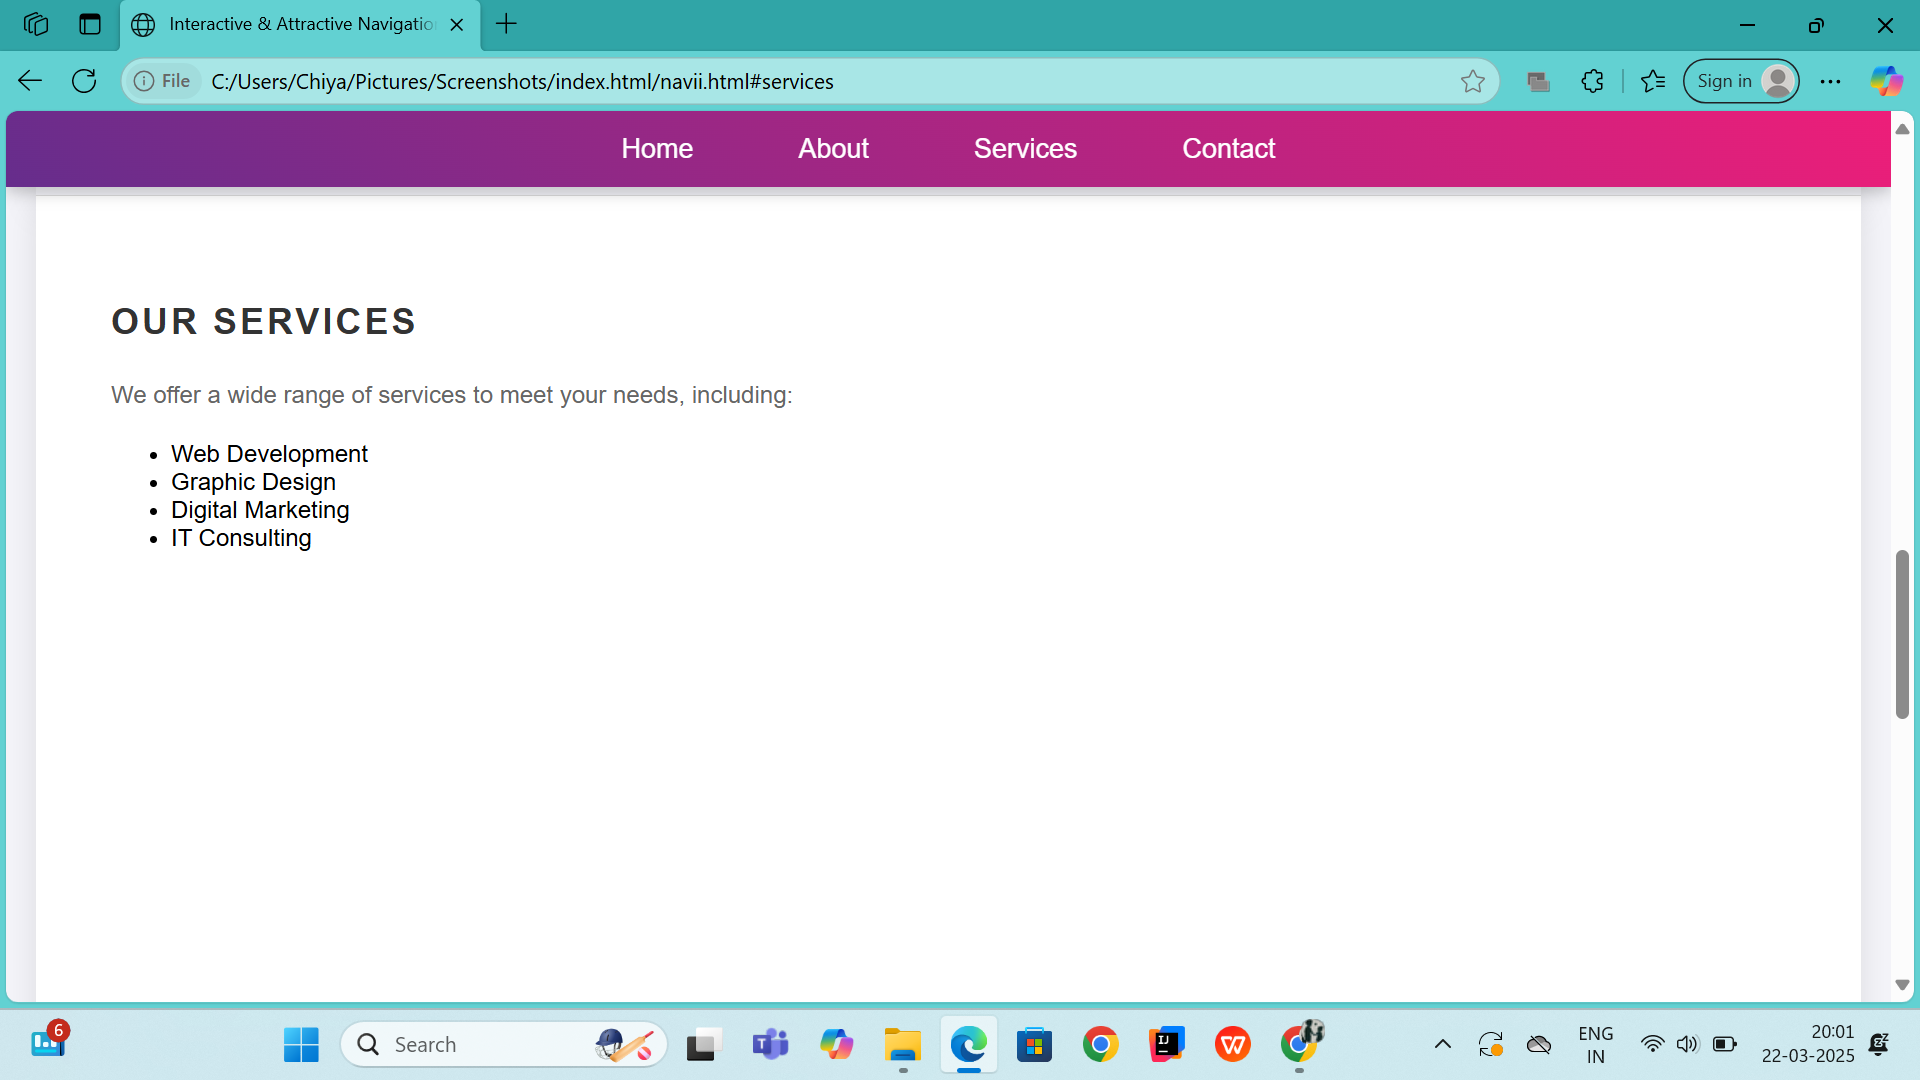 Interactive & Attractive Navigatio
File C:/Users/Chiya/Pictures/Screenshots/index.html/navii.html#services
Sign in
Home About Services Contact
OUR SERVICES
We offer a wide range of services to meet your needs, including:
• Web Development
• Graphic Design
• Digital Marketing
• IT Consulting
6
Search
ENG
IN
20:01
22-03-2025